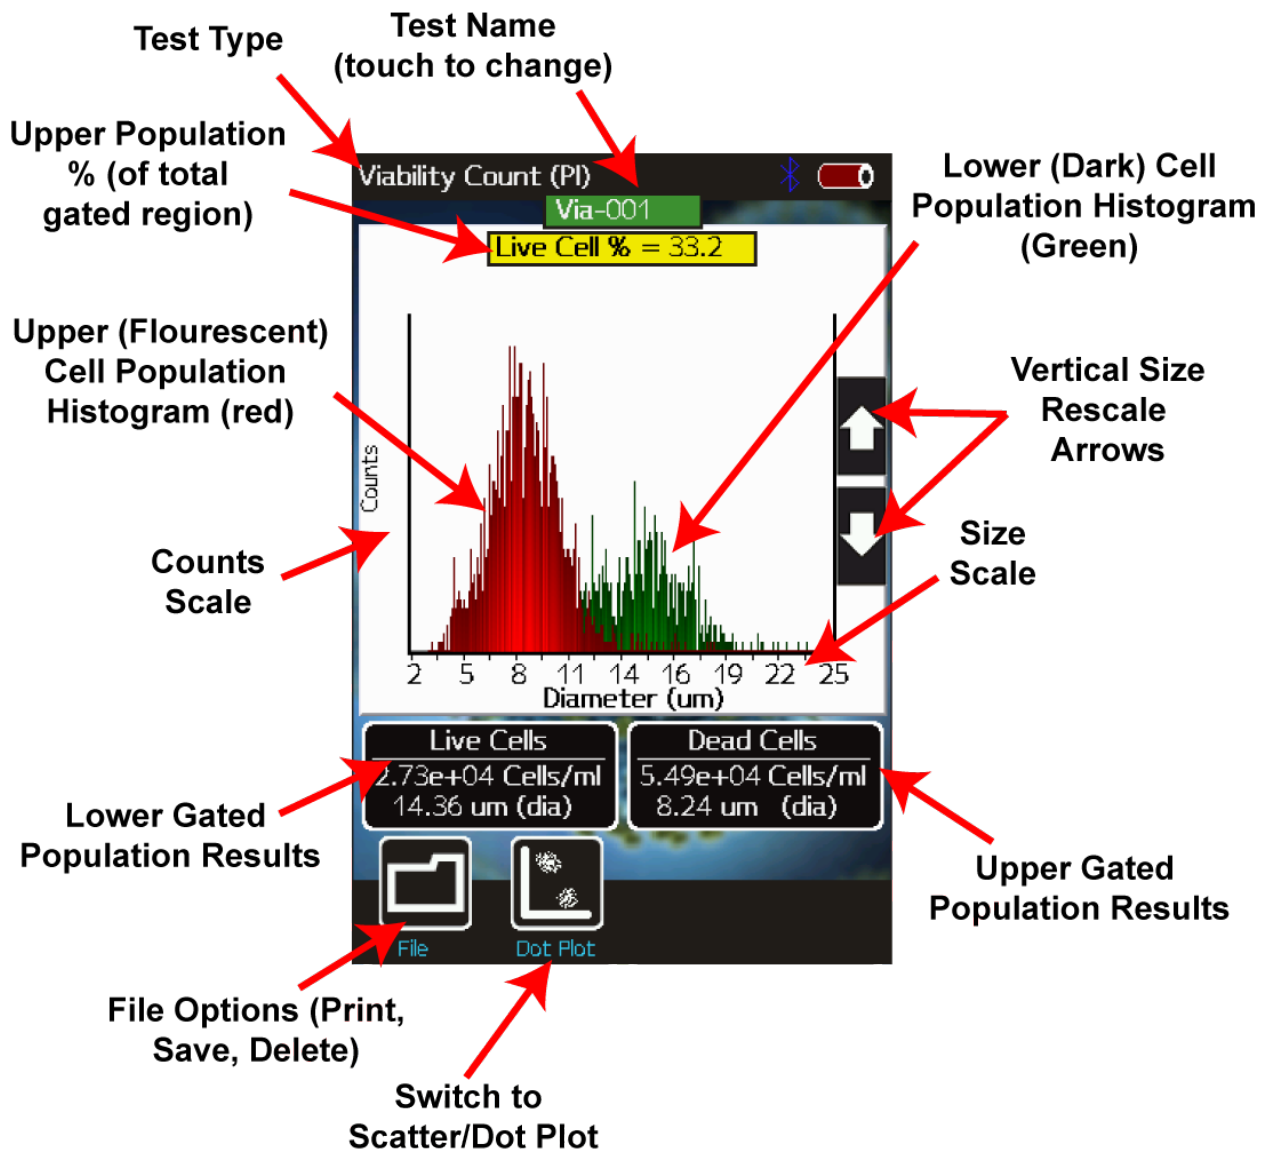 Test Type
Test Name
(touch to change)
Upper Population
% (of total
gated region)
Lower (Dark) Cell
Population Histogram
(Green)
Upper (Flourescent)
Cell Population
Histogram (red)
Vertical Size
Rescale
Arrows
Counts
Scale
Size
Scale
Viability Count (PI)
Via-001
Live Cell % = 33.2
Counts
2 5 8 11 14 16 19 22 25
Diameter (um)
Live Cells
2.73e+04 Cells/ml
14.36 um (dia)
Dead Cells
5.49e+04 Cells/ml
8.24 um (dia)
File
Dot Plot
Lower Gated
Population Results
Upper Gated
Population Results
File Options (Print,
Save, Delete)
Switch to
Scatter/Dot Plot